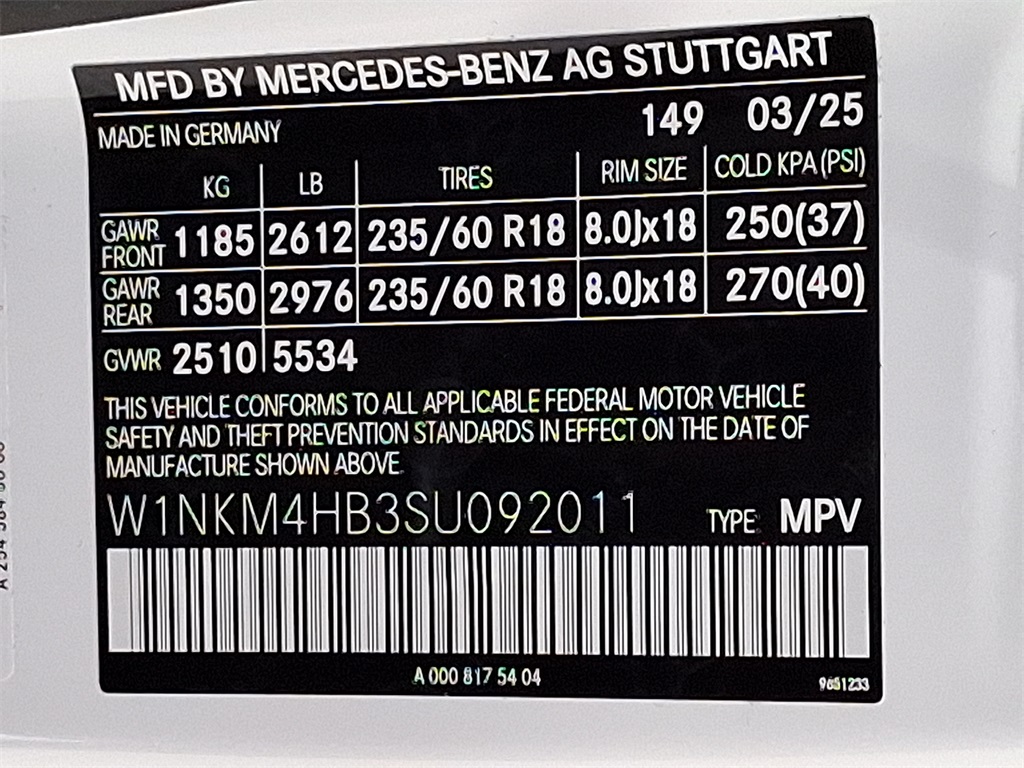 MFD BY MERCEDES-BENZ AG STUTTGART
MADE IN GERMANY 149 03/25
KG LB TIRES RIM SIZE COLD KPA (PSI)
GAWR FRONT 1185 2612 235/60 R18 8.0Jx18 250(37)
GAWR REAR 1350 2976 235/60 R18 8.0Jx18 270(40)
GVWR 2510 5534
THIS VEHICLE CONFORMS TO ALL APPLICABLE FEDERAL MOTOR VEHICLE
SAFETY AND THEFT PREVENTION STANDARDS IN EFFECT ON THE DATE OF
MANUFACTURE SHOWN ABOVE.
W1NKM4HB3SU092011 TYPE: MPV
A 000 817 54 04